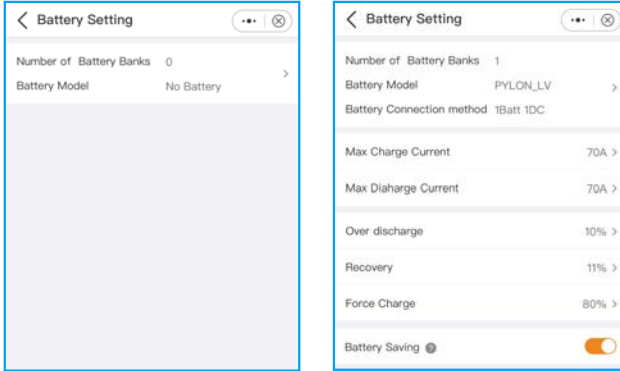 Battery Setting
Number of Battery Banks 0
Battery Model No Battery
Battery Setting
Number of Battery Banks 1
Battery Model PYLON_LV
Battery Connection method 1Batt 1DC
Max Charge Current 70A
Max Diaharge Current 70A
Over discharge 10%
Recovery 11%
Force Charge 80%
Battery Saving